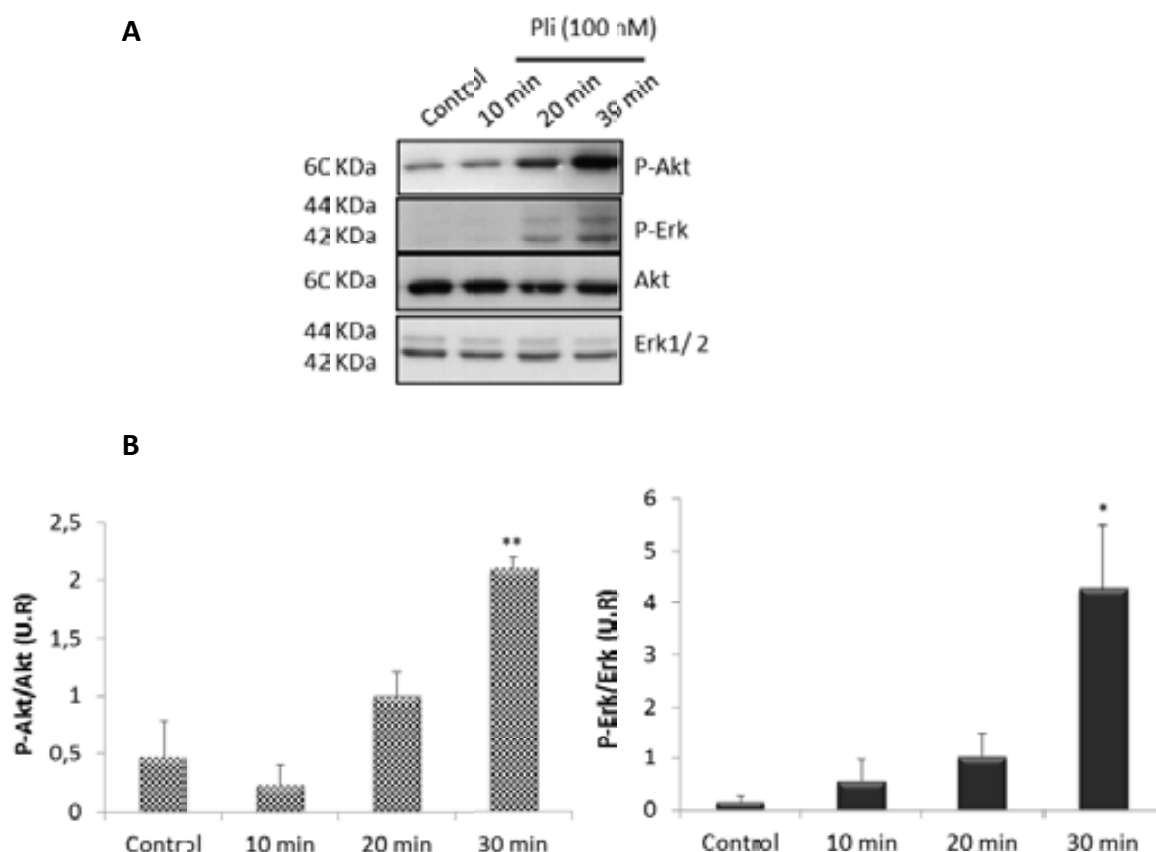 A
Pli (100 nM)
Control 10 min 20 min 30 min
60 KDa P-Akt
44 KDa
42 KDa P-Erk
60 KDa Akt
44 KDa
42 KDa Erk1/ 2
B
P-Akt/Akt (U.R)
2,5
2
1,5
1
0,5
0
**
Control 10 min 20 min 30 min
P-Erk/Erk (U.R)
6
5
4
3
2
1
0
*
Control 10 min 20 min 30 min